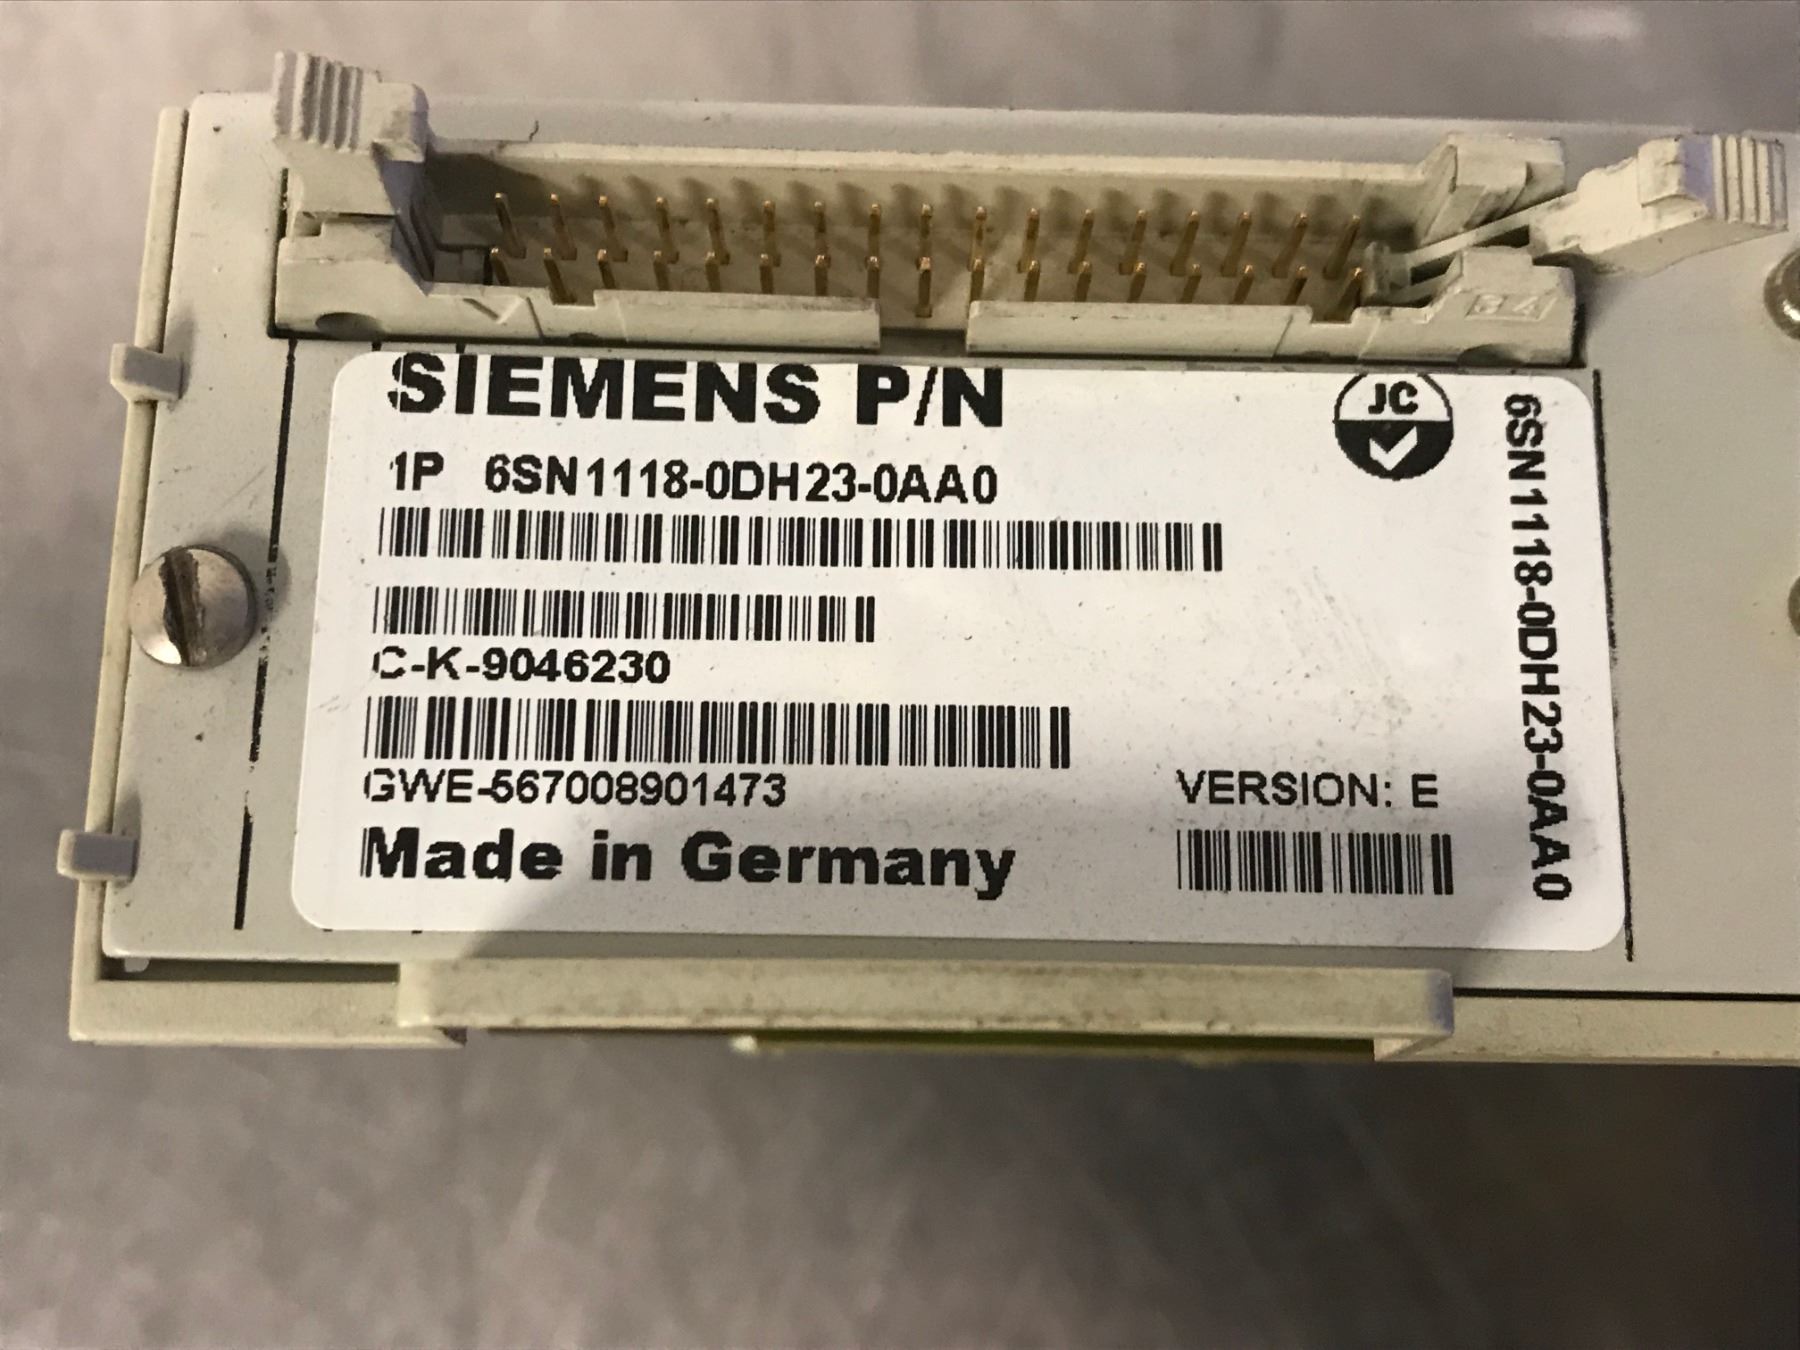 34
SIEMENS P/N
JC
1P 6SN1118-0DH23-0AA0
C-K-9046230
GWE-567008901473
VERSION: E
Made in Germany
6SN1118-0DH23-0AA0